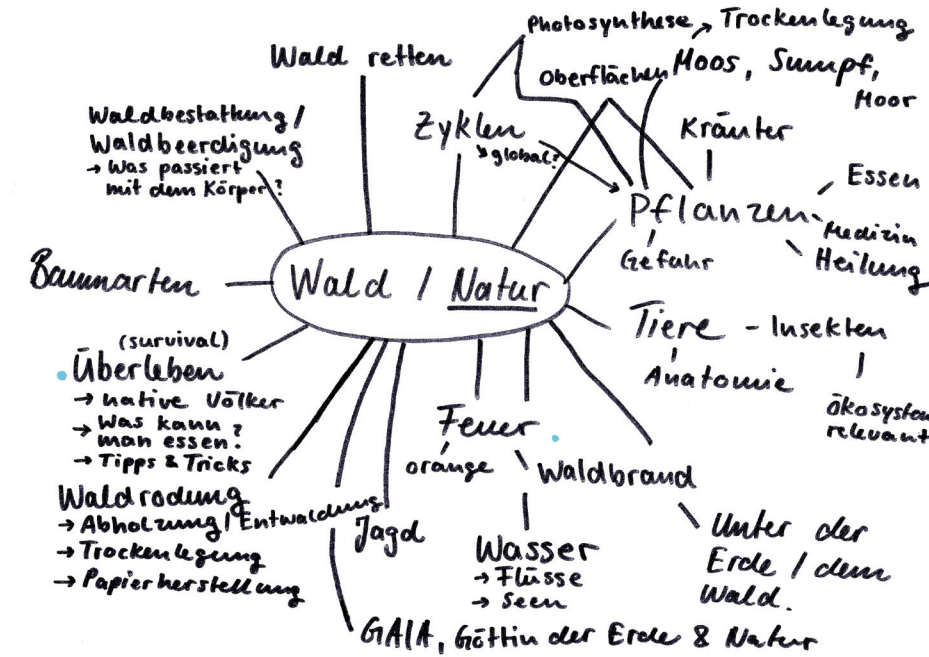 Photosynthese
Trockenlegung
Wald retten
Oberflächen
Moos, Sumpf,
Moor
Waldbestattung /
Waldbeerdigung
→ Was passiert
mit dem Körper?
Zyklen
↘ global?
Kräuter
Pflanzen
Essen
Medizin
Heilung
Gefahr
Baumarten
Wald / Natur
Tiere - Insekten
Anatomie
ökosystem
relevant
(survival)
Überleben
→ native Völker
→ Was kann
man essen?
→ Tipps & Tricks
Feuer
orange
Waldbrand
Waldrodung
→ Abholzung / Entwaldung
→ Trockenlegung
→ Papierherstellung
Jagd
Wasser
→ Flüsse
→ Seen
Unter der
Erde / dem
Wald.
GAIA, Göttin der Erde & Natur